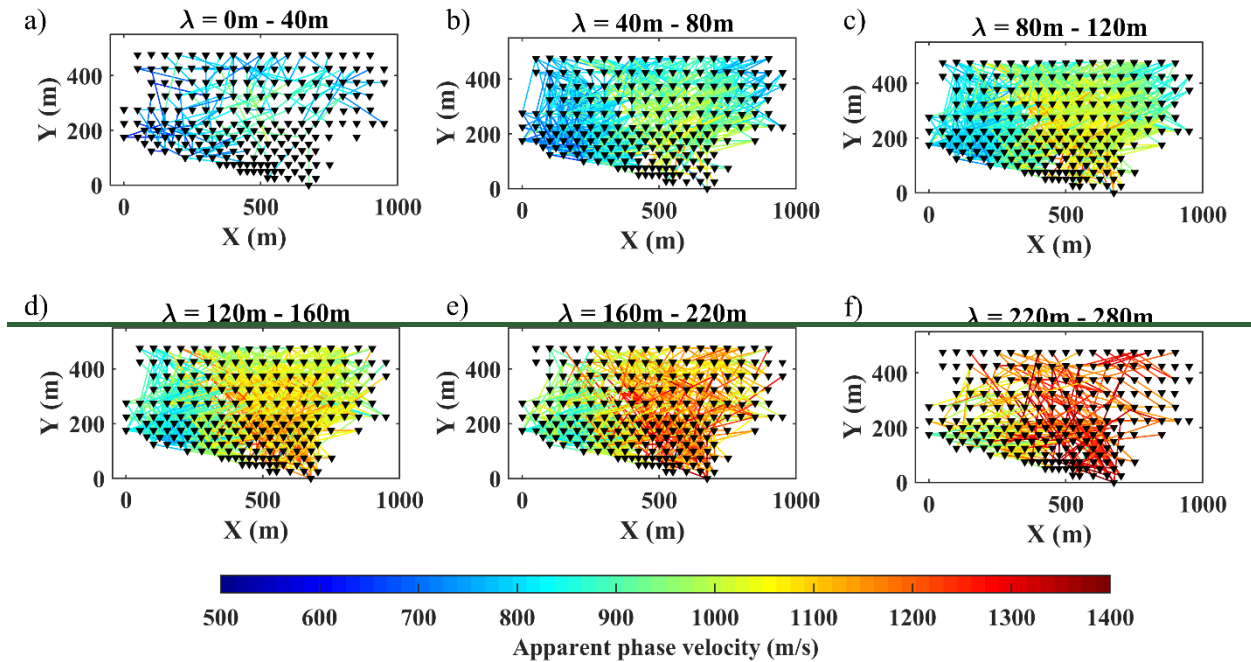 a) λ = 0m - 40m
b) λ = 40m - 80m
c) λ = 80m - 120m
Y (m)
400
200
0
0 500 1000
X (m)
Y (m)
400
200
0
0 500 1000
X (m)
Y (m)
400
200
0
0 500 1000
X (m)
d) λ = 120m - 160m
e) λ = 160m - 220m
f) λ = 220m - 280m
Y (m)
400
200
0
0 500 1000
X (m)
Y (m)
400
200
0
0 500 1000
X (m)
Y (m)
400
200
0
0 500 1000
X (m)
500 600 700 800 900 1000 1100 1200 1300 1400
Apparent phase velocity (m/s)